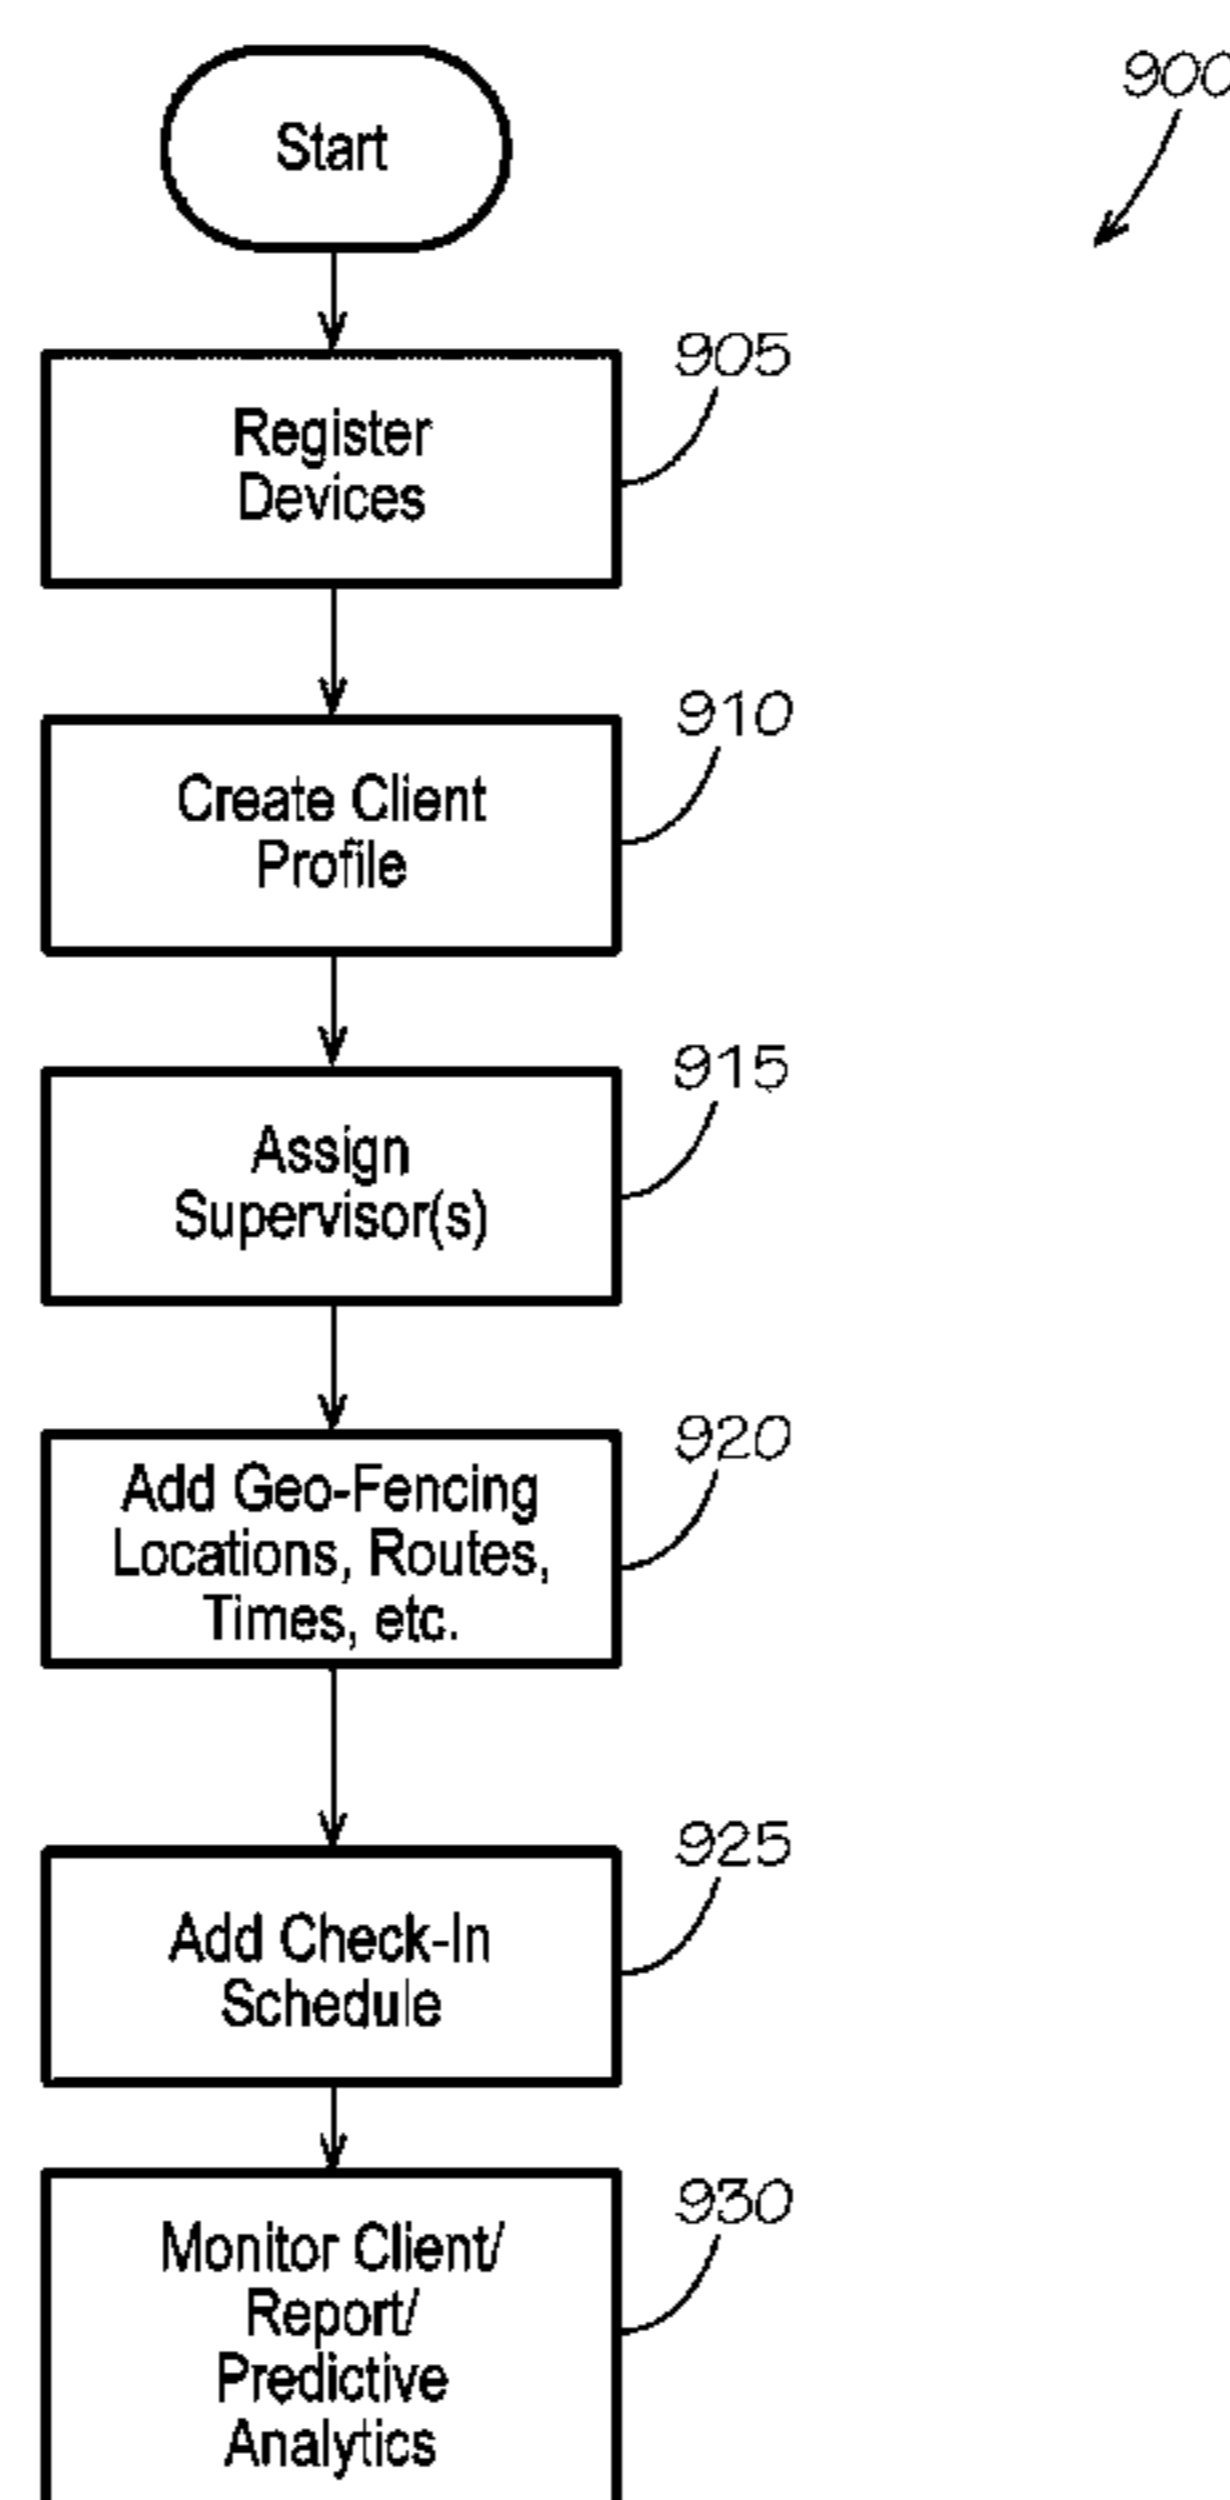 900
Start
905
Register
Devices
910
Create Client
Profile
915
Assign
Supervisor(s)
920
Add Geo-Fencing
Locations, Routes,
Times, etc.
925
Add Check-In
Schedule
930
Monitor Client/
Report/
Predictive
Analytics